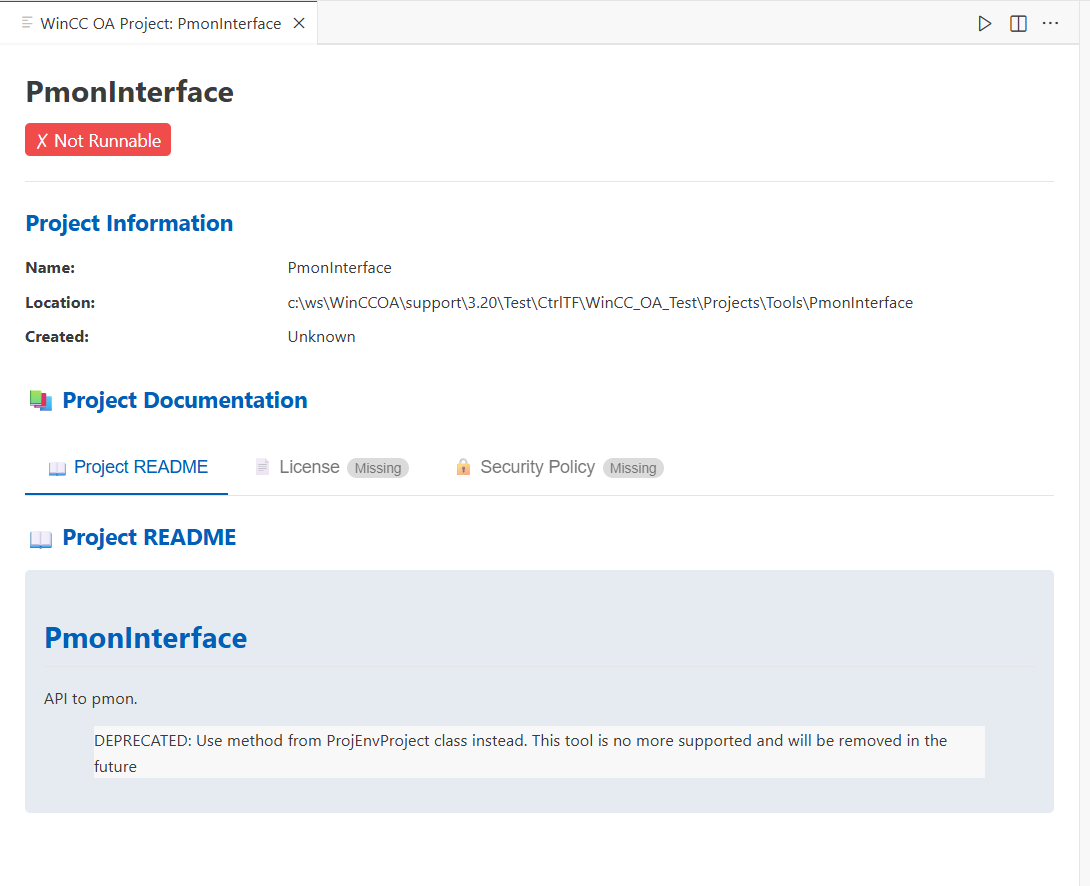 WinCC OA Project: PmonInterface
PmonInterface
X Not Runnable
Project Information
Name: PmonInterface
Location: c:\ws\WinCCOA\support\3.20\Test\CtrlTF\WinCC_OA_Test\Projects\Tools\PmonInterface
Created: Unknown
Project Documentation
Project README License Missing Security Policy Missing
Project README
PmonInterface
API to pmon.
DEPRECATED: Use method from ProjEnvProject class instead. This tool is no more supported and will be removed in the
future